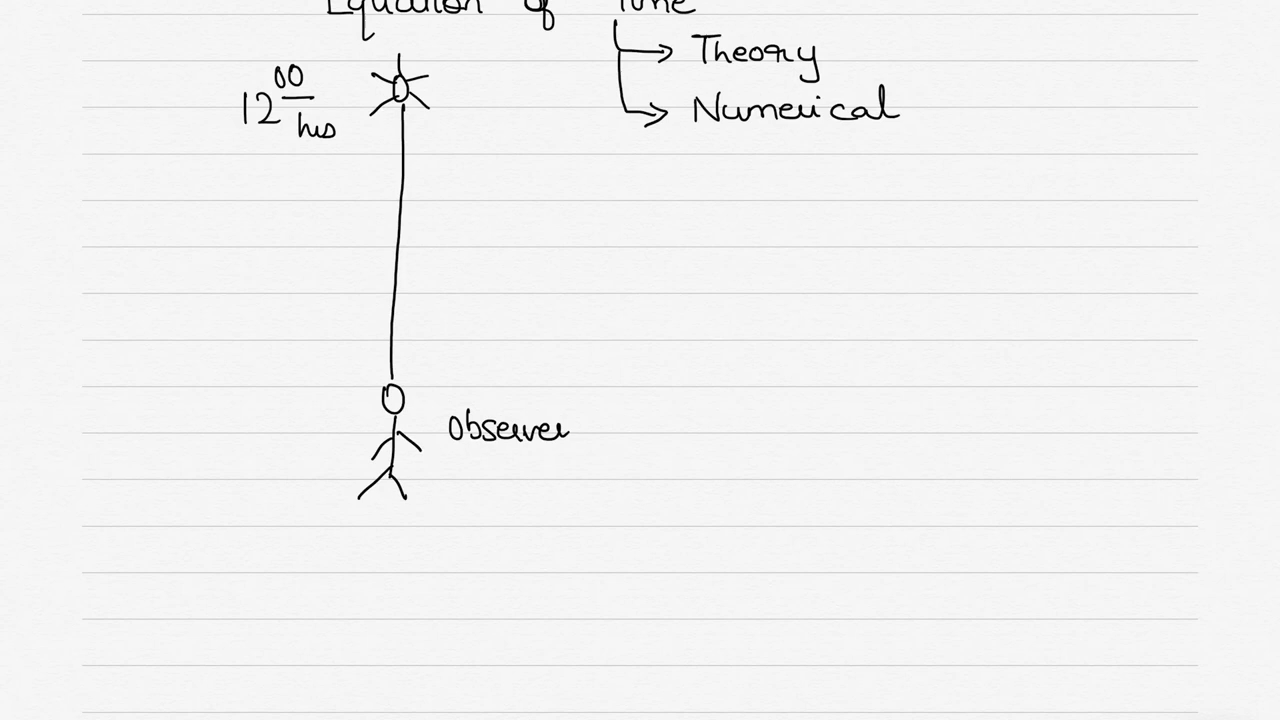 Equation of Time
Theory
12 00 hrs
Numerical
Observer